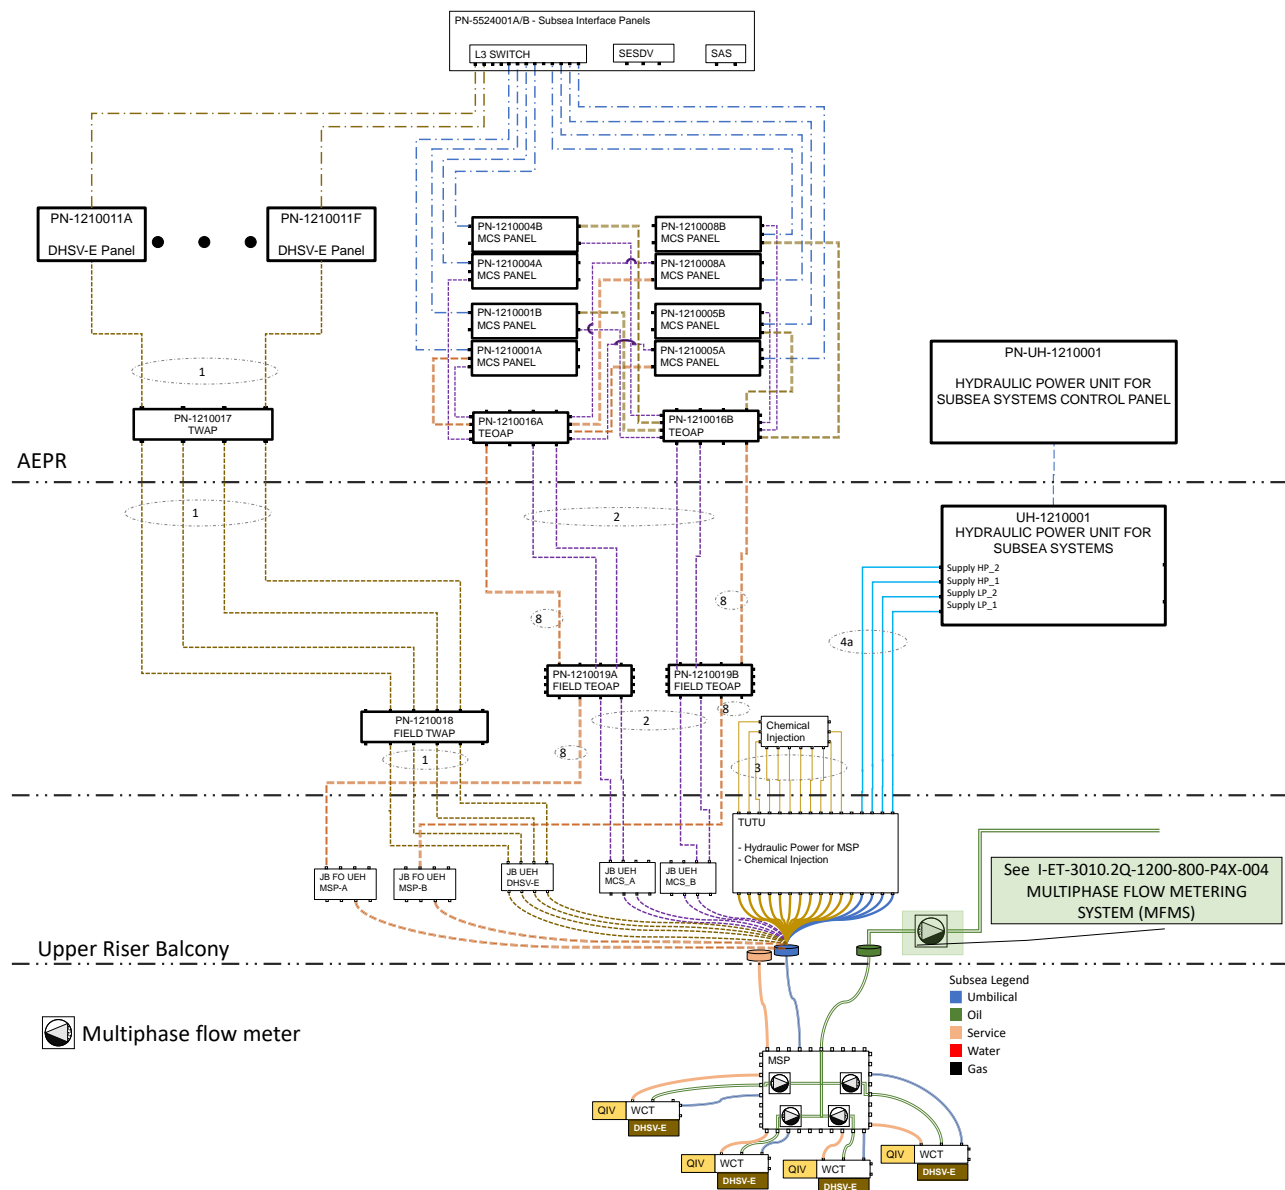 PN-5524001A/B - Subsea Interface Panels
L3 SWITCH
SESDV
SAS
PN-1210011A
DHSV-E Panel
PN-1210011F
DHSV-E Panel
PN-1210004B
MCS PANEL
PN-1210004A
MCS PANEL
PN-1210001B
MCS PANEL
PN-1210001A
MCS PANEL
PN-1210008B
MCS PANEL
PN-1210008A
MCS PANEL
PN-1210005B
MCS PANEL
PN-1210005A
MCS PANEL
PN-UH-1210001
HYDRAULIC POWER UNIT FOR
SUBSEA SYSTEMS CONTROL PANEL
1
PN-1210017
TWAP
PN-1210016A
TEOAP
PN-1210016B
TEOAP
AEPR
1
2
UH-1210001
HYDRAULIC POWER UNIT FOR
SUBSEA SYSTEMS
Supply HP_2
Supply HP_1
Supply LP_2
Supply LP_1
8
8
4a
PN-1210019A
FIELD TEOAP
PN-1210019B
FIELD TEOAP
PN-1210018
FIELD TWAP
2
8
8
1
Chemical
Injection
3
TUTU
- Hydraulic Power for MSP
- Chemical Injection
JB FO UEH
MSP-A
JB FO UEH
MSP-B
JB UEH
DHSV-E
JB UEH
MCS_A
JB UEH
MCS_B
See I-ET-3010.2Q-1200-800-P4X-004
MULTIPHASE FLOW METERING
SYSTEM (MFMS)
Upper Riser Balcony
Multiphase flow meter
Subsea Legend
Umbilical
Oil
Service
Water
Gas
MSP
QIV
WCT
DHSV-E
QIV
WCT
DHSV-E
QIV
WCT
DHSV-E
QIV
WCT
DHSV-E